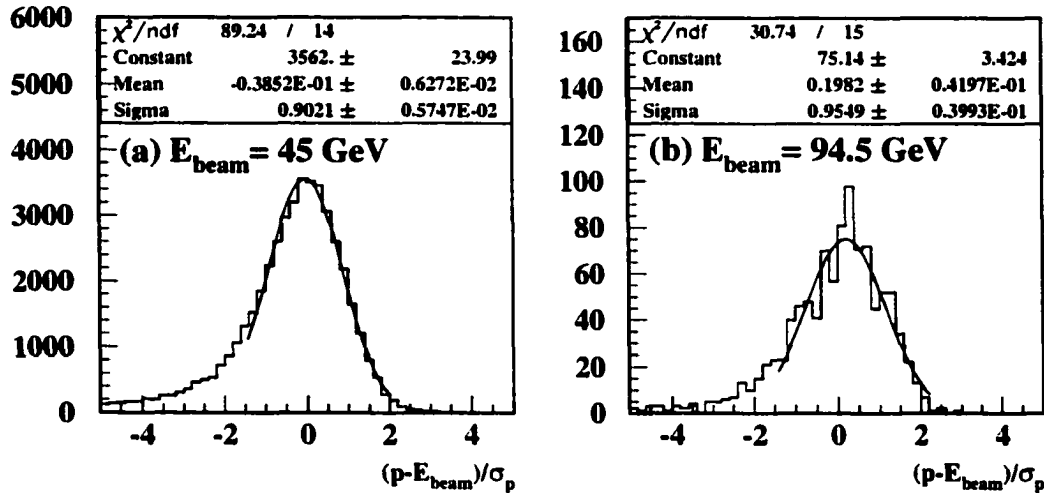 χ²/ndf 89.24 / 14
Constant 3562. ± 23.99
Mean -0.3852E-01 ± 0.6272E-02
Sigma 0.9021 ± 0.5747E-02
(a) E_beam = 45 GeV
6000
5000
4000
3000
2000
1000
0
-4 -2 0 2 4
(p-E_beam)/σ_p
χ²/ndf 30.74 / 15
Constant 75.14 ± 3.424
Mean 0.1982 ± 0.4197E-01
Sigma 0.9549 ± 0.3993E-01
(b) E_beam = 94.5 GeV
160
140
120
100
80
60
40
20
0
-4 -2 0 2 4
(p-E_beam)/σ_p